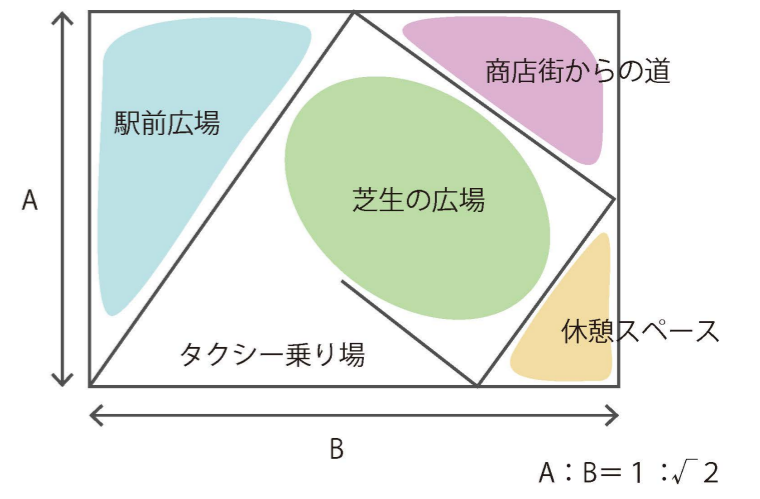 商店街からの道
駅前広場
A
芝生の広場
休憩スペース
タクシー乗り場
B
A：B＝１：√２